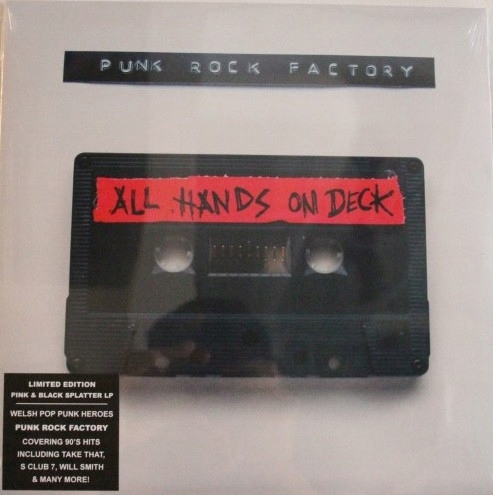 PUNK ROCK FACTORY
ALL HANDS ON DECK
LIMITED EDITION
PINK & BLACK SPLATTER LP
WELSH POP PUNK HEROES
PUNK ROCK FACTORY
COVERING 90'S HITS
INCLUDING TAKE THAT,
S CLUB 7, WILL SMITH
& MANY MORE!